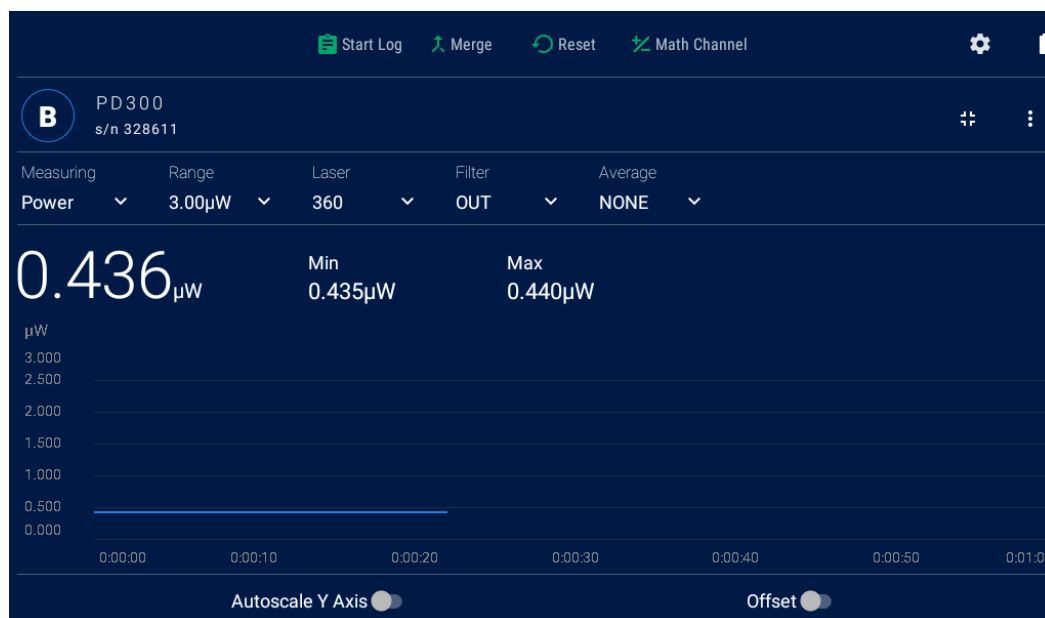 Start Log Merge Reset Math Channel
B
PD300
s/n 328611
Measuring Range Laser Filter Average
Power 3.00µW 360 OUT NONE
0.436µW
Min Max
0.435µW 0.440µW
µW
3.000
2.500
2.000
1.500
1.000
0.500
0.000
0:00:00 0:00:10 0:00:20 0:00:30 0:00:40 0:00:50 0:01:0
Autoscale Y Axis Offset